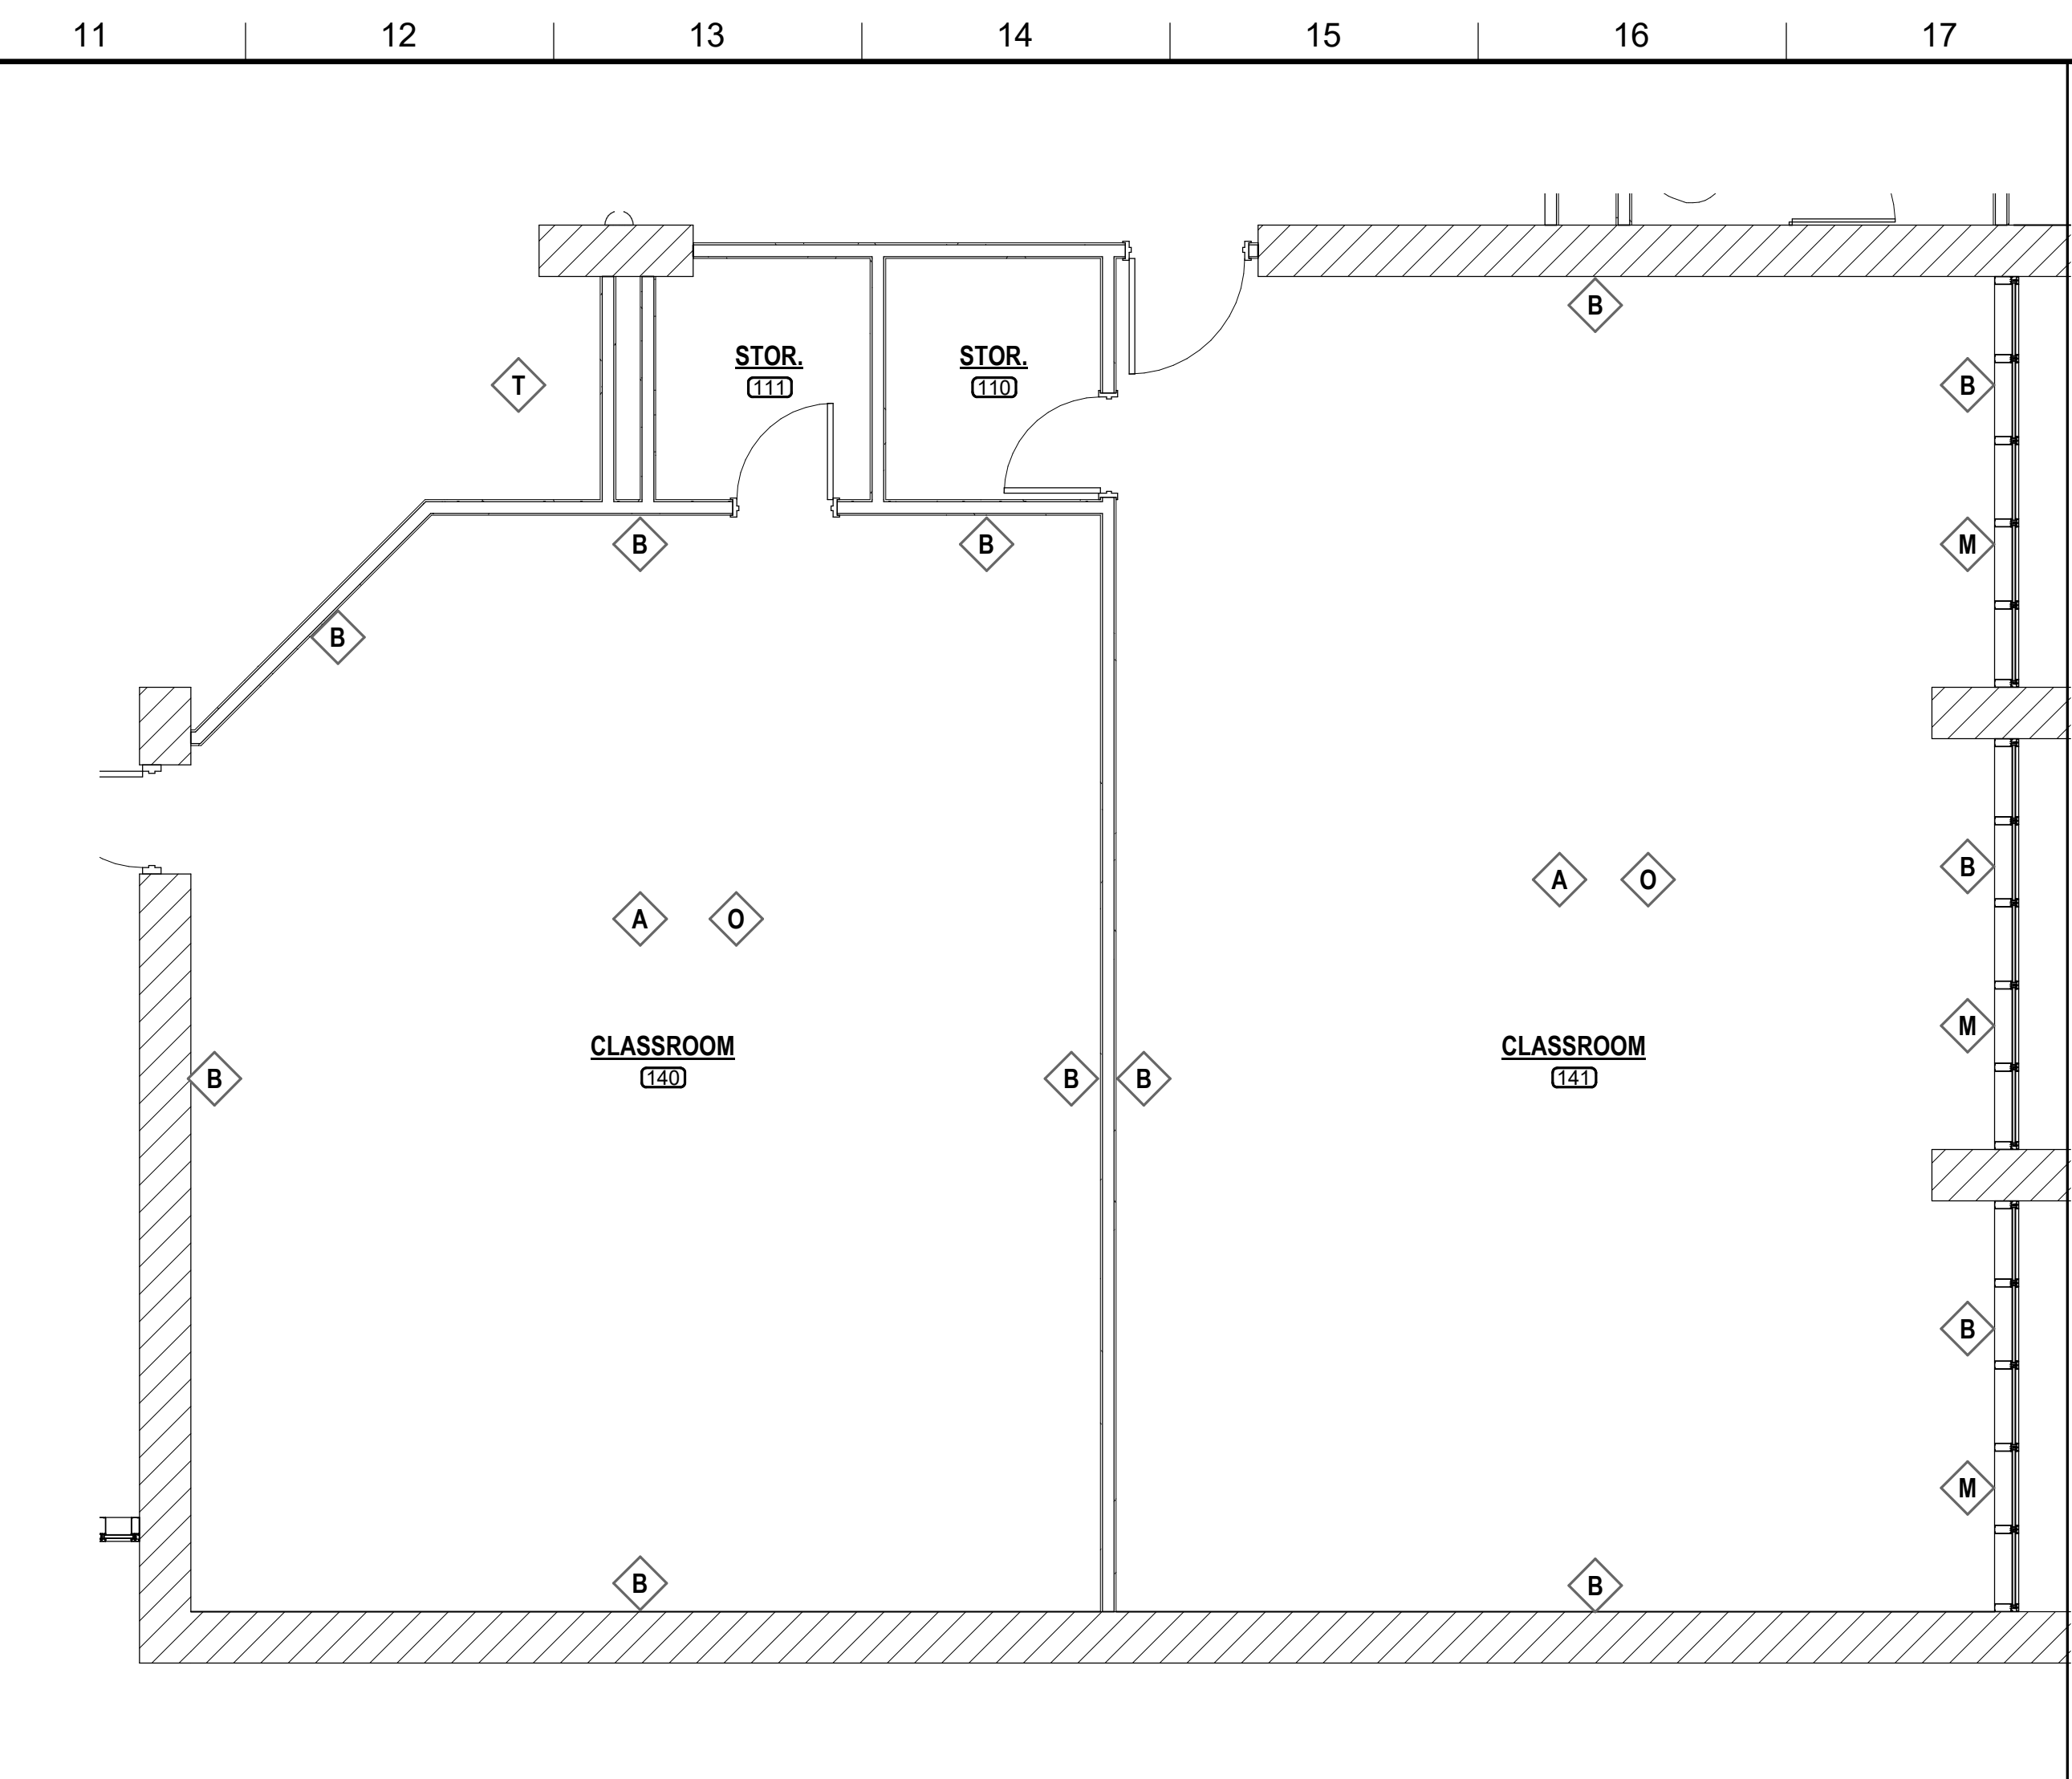 11 12 13 14 15 16 17
B
STOR. STOR.
T 111 110 B
B B M
B
B
A O
A O
M
CLASSROOM CLASSROOM
140 141
B B B
B
M
B B